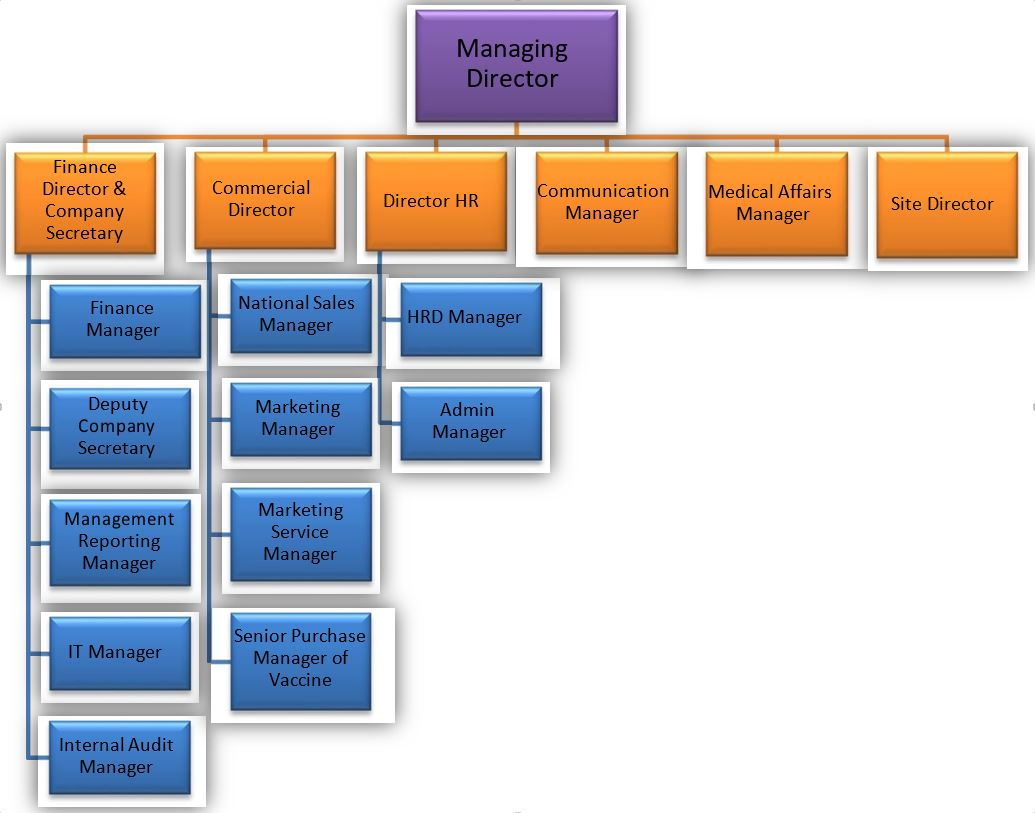 Managing
Director
Finance
Director &
Company
Secretary
Commercial
Director
Director HR
Communication
Manager
Medical Affairs
Manager
Site Director
Finance
Manager
Deputy
Company
Secretary
Management
Reporting
Manager
IT Manager
Internal Audit
Manager
National Sales
Manager
Marketing
Manager
Marketing
Service
Manager
Senior Purchase
Manager of
Vaccine
HRD Manager
Admin
Manager